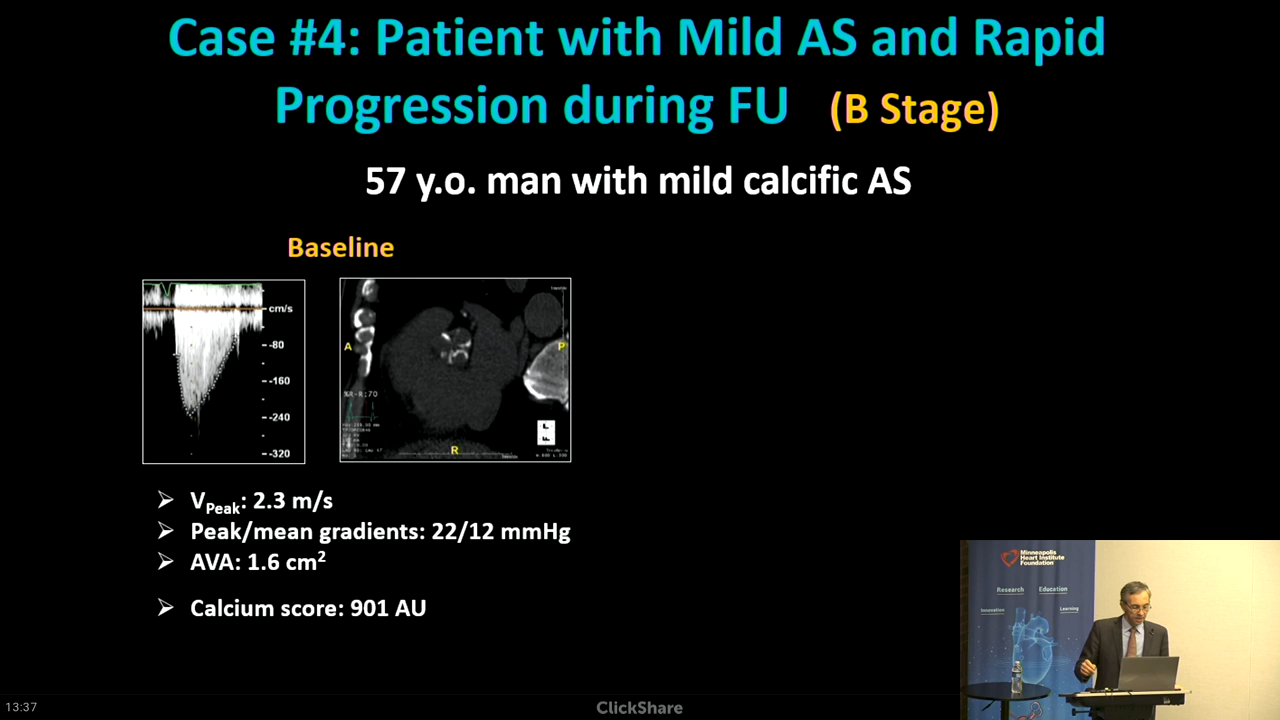 Case #4: Patient with Mild AS and Rapid
Progression during FU (B Stage)
57 y.o. man with mild calcific AS
Baseline
cm/s
-80
-160
-240
-320
A
P
%R-R:70
L
F
R
➢ VPeak: 2.3 m/s
➢ Peak/mean gradients: 22/12 mmHg
➢ AVA: 1.6 cm²
➢ Calcium score: 901 AU
Minneapolis
Heart Institute
Foundation
Research Education
Innovation Learning
13:37
ClickShare